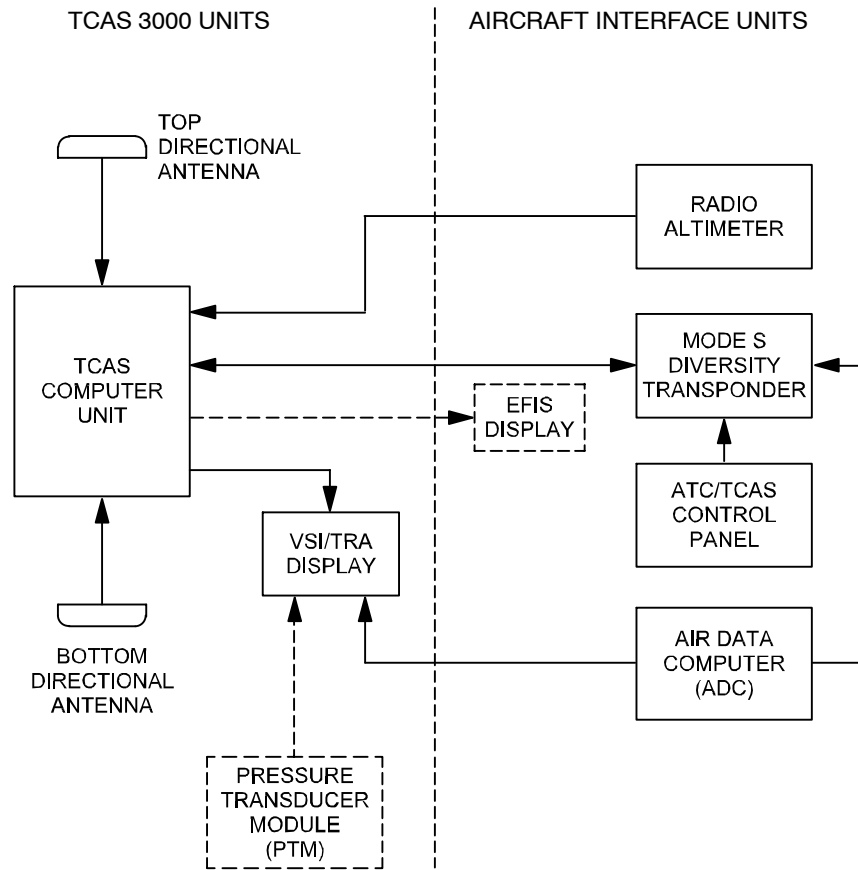 TCAS 3000 UNITS
AIRCRAFT INTERFACE UNITS
TOP
DIRECTIONAL
ANTENNA
RADIO
ALTIMETER
TCAS
COMPUTER
UNIT
MODE S
DIVERSITY
TRANSPONDER
EFIS
DISPLAY
ATC/TCAS
CONTROL
PANEL
VSI/TRA
DISPLAY
BOTTOM
DIRECTIONAL
ANTENNA
AIR DATA
COMPUTER
(ADC)
PRESSURE
TRANSDUCER
MODULE
(PTM)